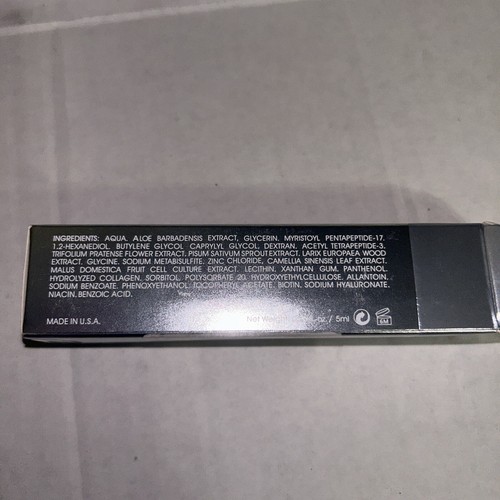 INGREDIENTS: AQUA, ALOE BARBADENSIS EXTRACT, GLYCERIN, MYRISTOYL PENTAPEPTIDE-17,
1,2-HEXANEDIOL, BUTYLENE GLYCOL CAPRYLYL GLYCOL, DEXTRAN, ACETYL TETRAPEPTIDE-3,
TRIFOLIUM PRATENSE FLOWER EXTRACT, PISUM SATIVUM SPROUT EXTRACT, LARIX EUROPAEA WOOD
EXTRACT, GLYCINE, SODIUM METABISULFITE, ZINC CHLORIDE, CAMELLIA SINENSIS LEAF EXTRACT,
MALUS DOMESTICA FRUIT CELL CULTURE EXTRACT, LECITHIN, XANTHAN GUM, PANTHENOL,
HYDROLYZED COLLAGEN, SORBITOL, POLYSORBATE 20, HYDROXYETHYLCELLULOSE, ALLANTOIN,
SODIUM BENZOATE, PHENOXYETHANOL, TOCOPHERYL ACETATE, BIOTIN, SODIUM HYALURONATE,
NIACIN, BENZOIC ACID.
MADE IN U.S.A.
Net oz. / 5ml
6M